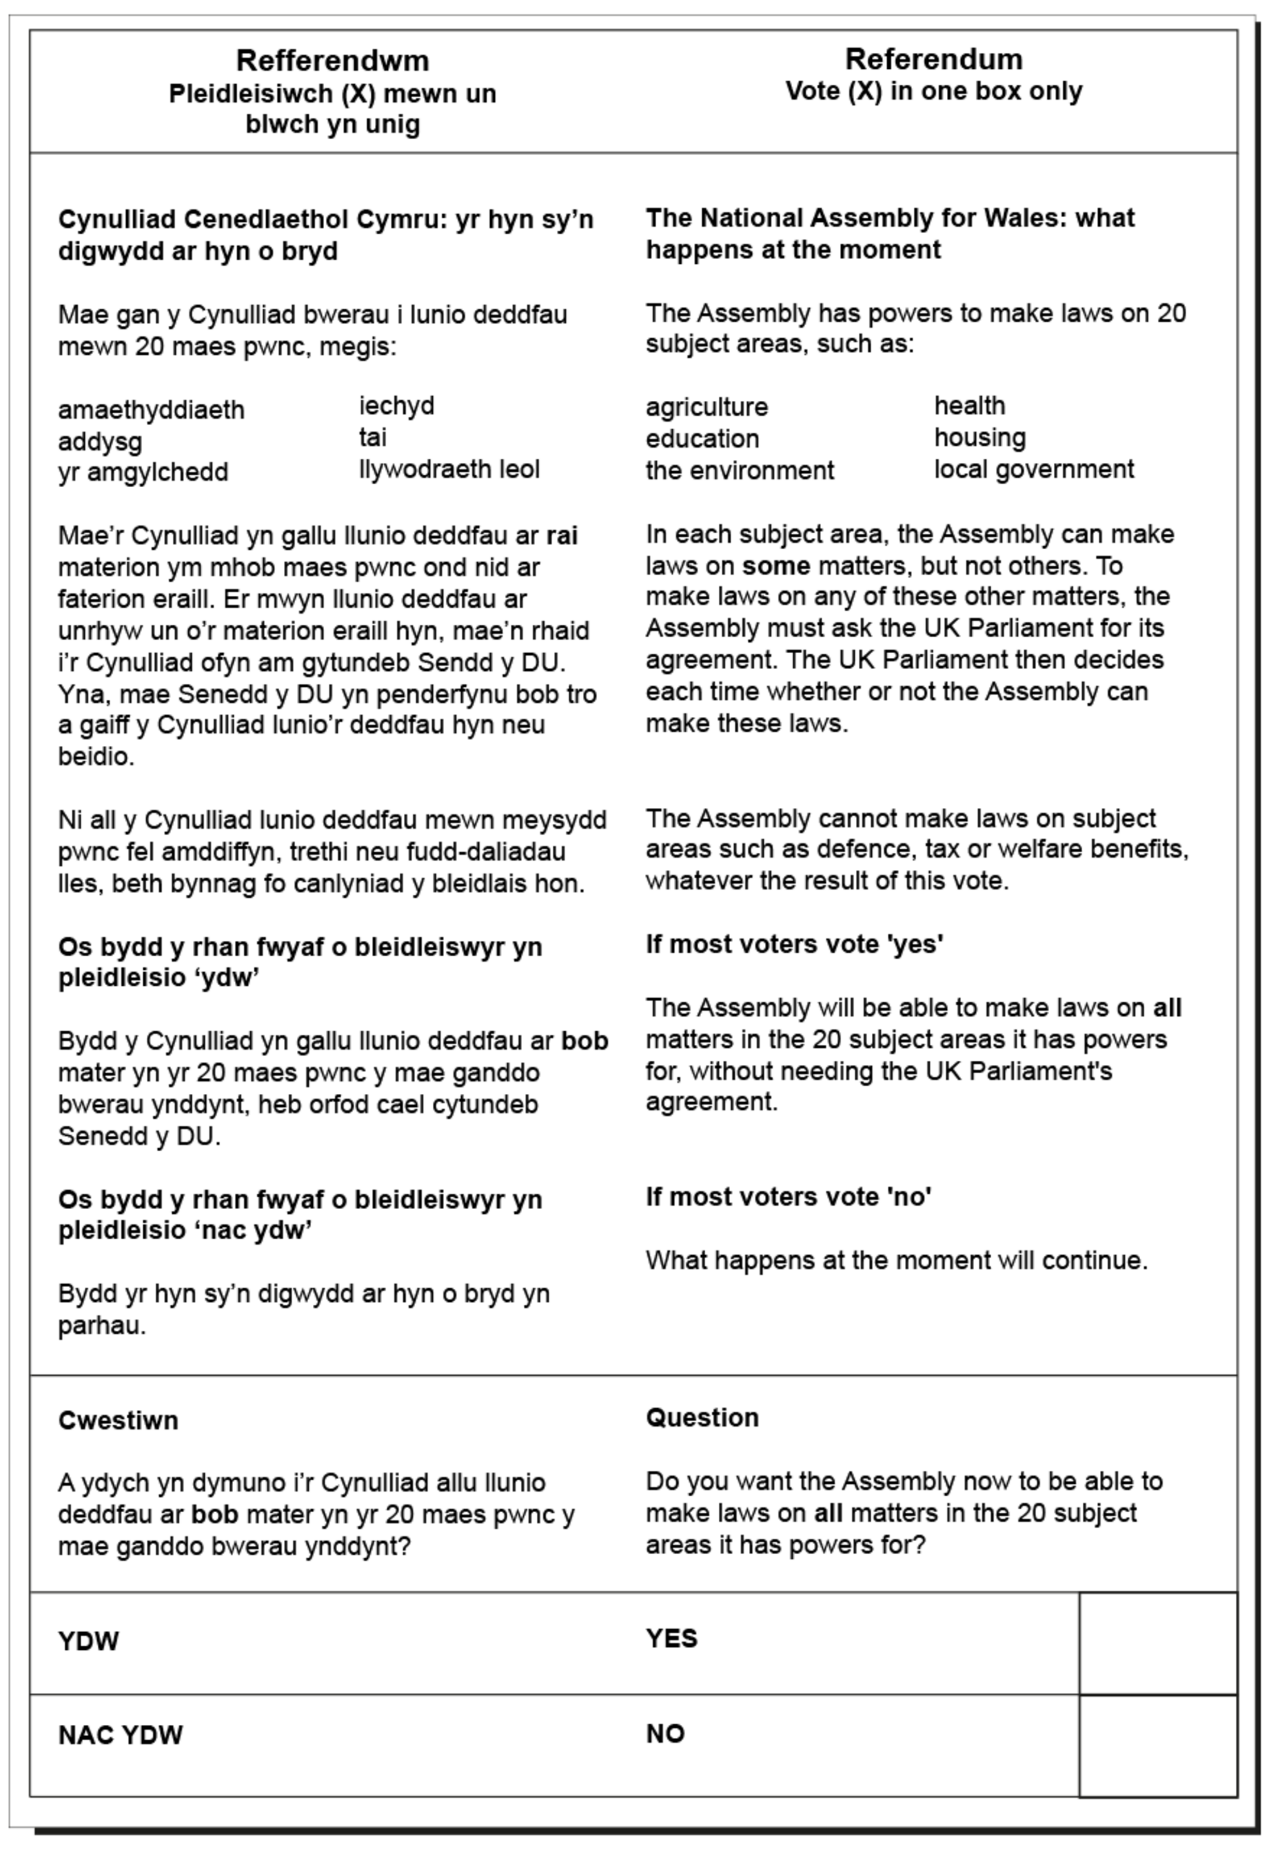 Refferendwm
Pleidleisiwch (X) mewn un
blwch yn unig
Referendum
Vote (X) in one box only
Cynulliad Cenedlaethol Cymru: yr hyn sy’n
digwydd ar hyn o bryd
Mae gan y Cynulliad bwerau i lunio deddfau
mewn 20 maes pwnc, megis:
amaethyddiaeth
addysg
yr amgylchedd
iechyd
tai
llywodraeth leol
Mae’r Cynulliad yn gallu llunio deddfau ar rai
materion ym mhob maes pwnc ond nid ar
faterion eraill. Er mwyn llunio deddfau ar
unrhyw un o’r materion eraill hyn, mae’n rhaid
i’r Cynulliad ofyn am gytundeb Sendd y DU.
Yna, mae Senedd y DU yn penderfynu bob tro
a gaiff y Cynulliad lunio’r deddfau hyn neu
beidio.
Ni all y Cynulliad lunio deddfau mewn meysydd
pwnc fel amddiffyn, trethi neu fudd-daliadau
lles, beth bynnag fo canlyniad y bleidlais hon.
Os bydd y rhan fwyaf o bleidleiswyr yn
pleidleisio ‘ydw’
Bydd y Cynulliad yn gallu llunio deddfau ar bob
mater yn yr 20 maes pwnc y mae ganddo
bwerau ynddynt, heb orfod cael cytundeb
Senedd y DU.
Os bydd y rhan fwyaf o bleidleiswyr yn
pleidleisio ‘nac ydw’
Bydd yr hyn sy’n digwydd ar hyn o bryd yn
parhau.
The National Assembly for Wales: what
happens at the moment
The Assembly has powers to make laws on 20
subject areas, such as:
agriculture
education
the environment
health
housing
local government
In each subject area, the Assembly can make
laws on some matters, but not others. To
make laws on any of these other matters, the
Assembly must ask the UK Parliament for its
agreement. The UK Parliament then decides
each time whether or not the Assembly can
make these laws.
The Assembly cannot make laws on subject
areas such as defence, tax or welfare benefits,
whatever the result of this vote.
If most voters vote 'yes'
The Assembly will be able to make laws on all
matters in the 20 subject areas it has powers
for, without needing the UK Parliament's
agreement.
If most voters vote 'no'
What happens at the moment will continue.
Cwestiwn
A ydych yn dymuno i’r Cynulliad allu llunio
deddfau ar bob mater yn yr 20 maes pwnc y
mae ganddo bwerau ynddynt?
Question
Do you want the Assembly now to be able to
make laws on all matters in the 20 subject
areas it has powers for?
YDW
YES
NAC YDW
NO